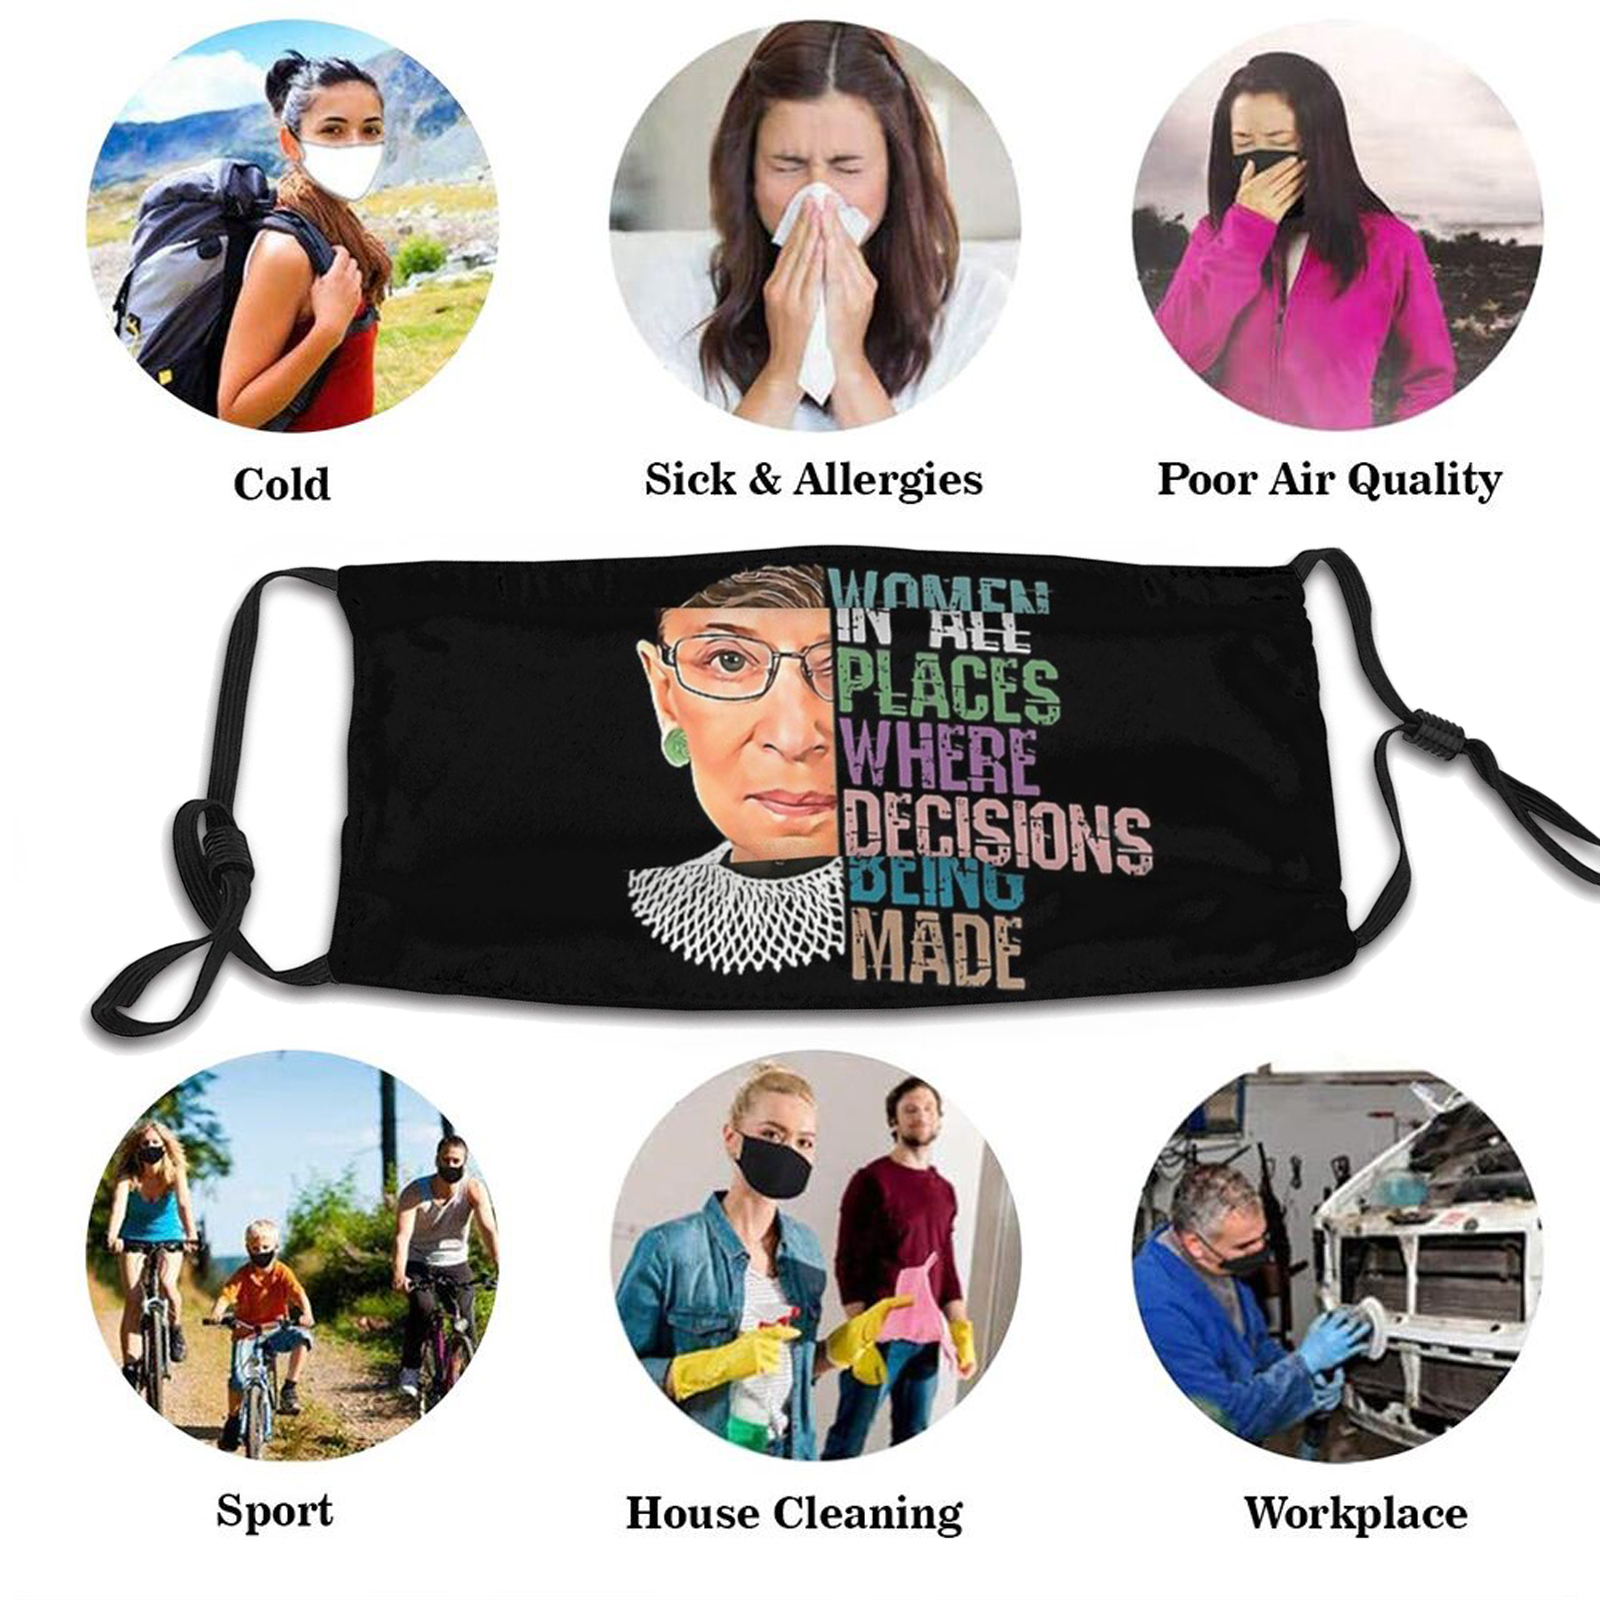 Cold
Sick & Allergies
Poor Air Quality
WOMEN
IN ALL
PLACES
WHERE
DECISIONS
BEING
MADE
Sport
House Cleaning
Workplace